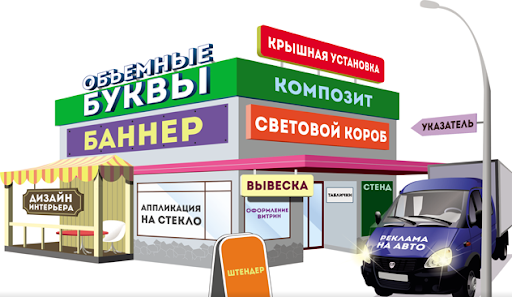 КРЫШНАЯ УСТАНОВКА
ОБЪЕМНЫЕ
БУКВЫ
КОМПОЗИТ
БАННЕР
СВЕТОВОЙ КОРОБ
УКАЗАТЕЛЬ
ДИЗАЙН
ИНТЕРЬЕРА
АППЛИКАЦИЯ
НА СТЕКЛО
ВЫВЕСКА
ОФОРМЛЕНИЕ
ВИТРИН
ТАБЛИЧКИ
СТЕНД
РЕКЛАМА
НА АВТО
ШТЕНДЕР